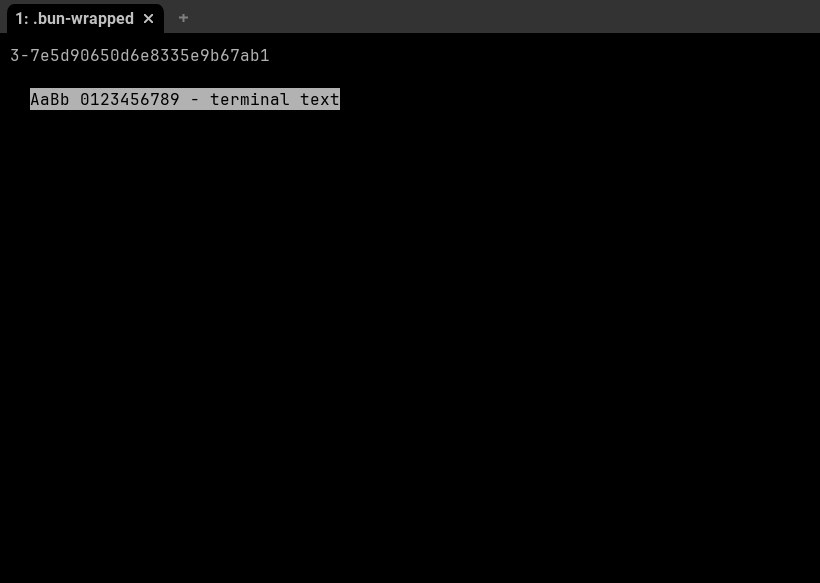 1: .bun-wrapped × +
3-7e5d90650d6e8335e9b67ab1
AaBb 0123456789 - terminal text